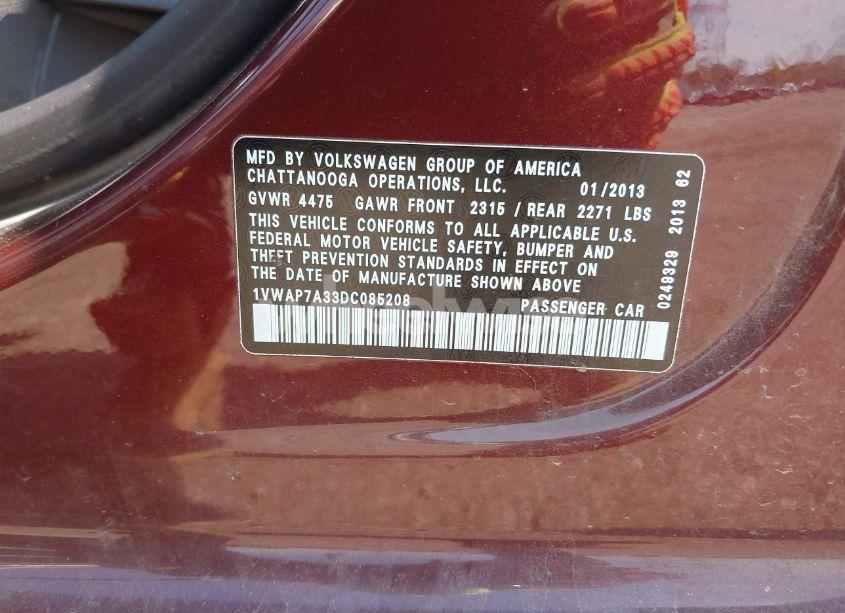 MFD BY VOLKSWAGEN GROUP OF AMERICA
CHATTANOOGA OPERATIONS, LLC. 01/2013
GVWR 4475 GAWR FRONT 2315 / REAR 2271 LBS
THIS VEHICLE CONFORMS TO ALL APPLICABLE U.S.
FEDERAL MOTOR VEHICLE SAFETY, BUMPER AND
THEFT PREVENTION STANDARDS IN EFFECT ON
THE DATE OF MANUFACTURE SHOWN ABOVE
1VWAP7A33DC085208 PASSENGER CAR
0249329 2013 62